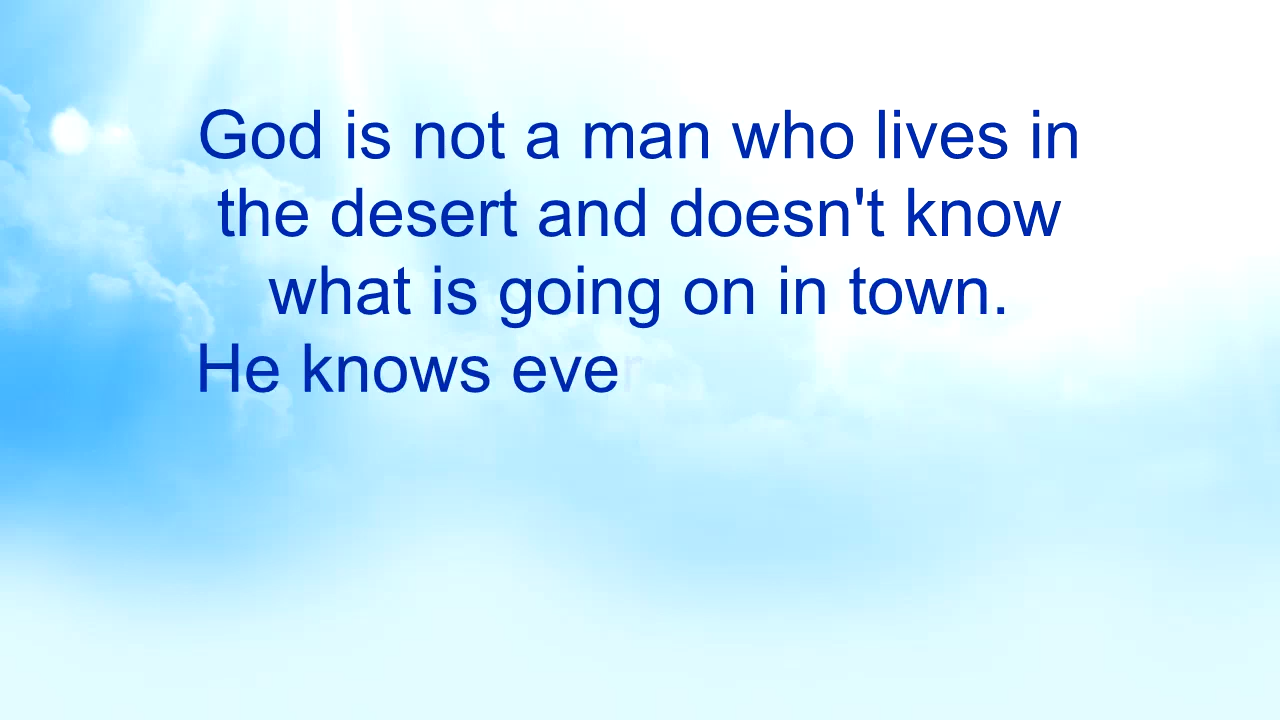 God is not a man who lives in
the desert and doesn't know
what is going on in town.
He knows ever